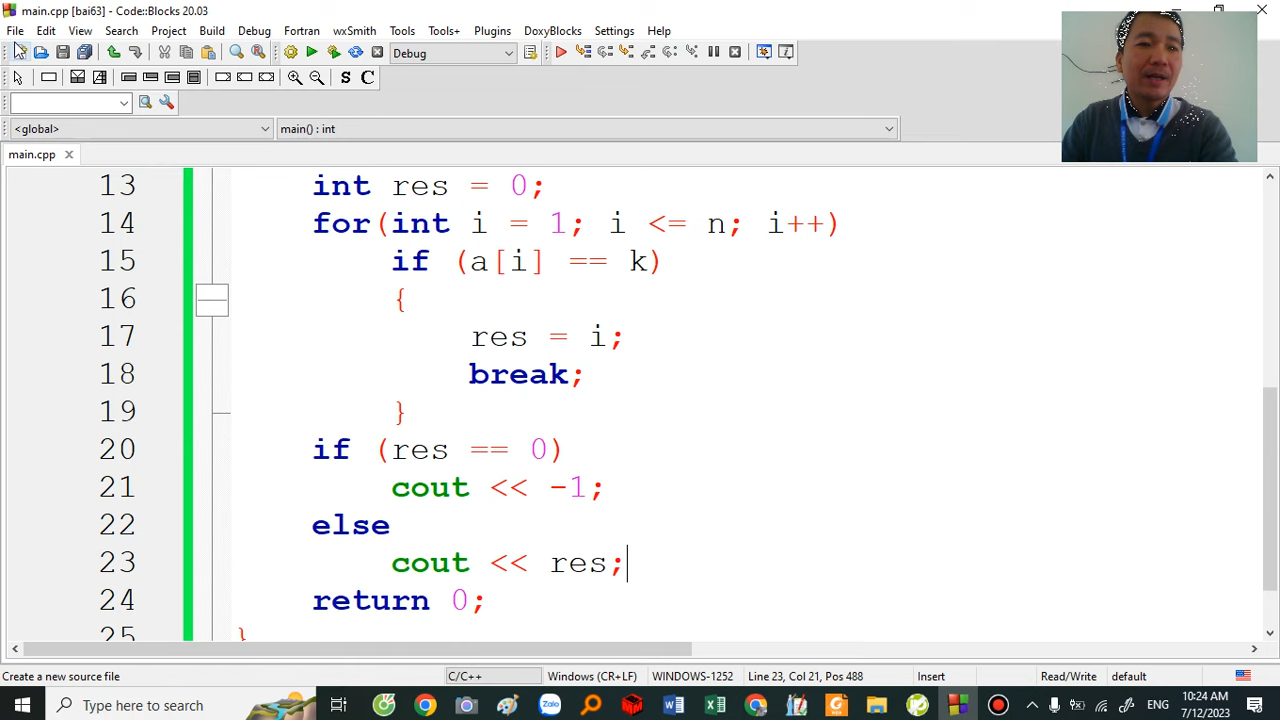 main.cpp [bai63] - Code::Blocks 20.03
File Edit View Search Project Build Debug Fortran wxSmith Tools Tools+ Plugins DoxyBlocks Settings Help
Debug
S C
<global> main() : int
main.cpp
13 int res = 0;
14 for(int i = 1; i <= n; i++)
15 if (a[i] == k)
16 {
17 res = i;
18 break;
19 }
20 if (res == 0)
21 cout << -1;
22 else
23 cout << res;
24 return 0;
25 }
Create a new source file C/C++ Windows (CR+LF) WINDOWS-1252 Line 23, Col 21, Pos 488 Insert Read/Write default
Type here to search Zalo ENG 10:24 AM
7/12/2023